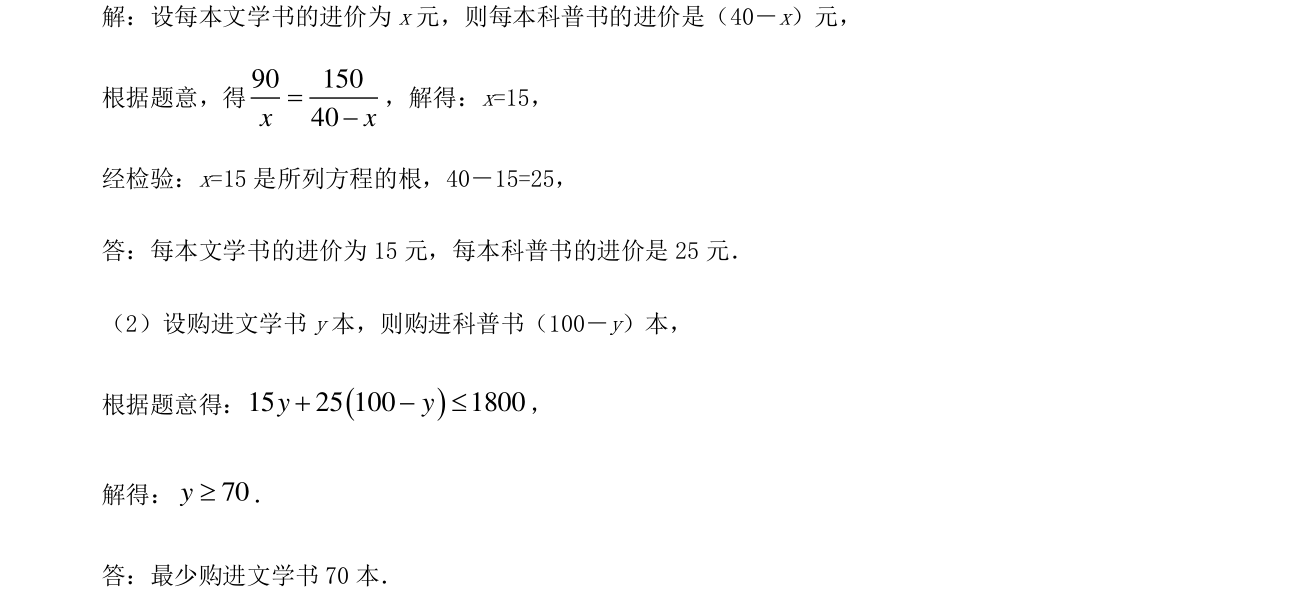 解：设每本文学书的进价为 x 元，则每本科普书的进价是（40－x）元，
根据题意，得 90/x = 150/(40－x)，解得：x=15，
经检验：x=15 是所列方程的根，40－15=25，
答：每本文学书的进价为 15 元，每本科普书的进价是 25 元．
（2）设购进文学书 y 本，则购进科普书（100－y）本，
根据题意得：15y+25(100－y)≤1800，
解得：y≥70．
答：最少购进文学书 70 本．